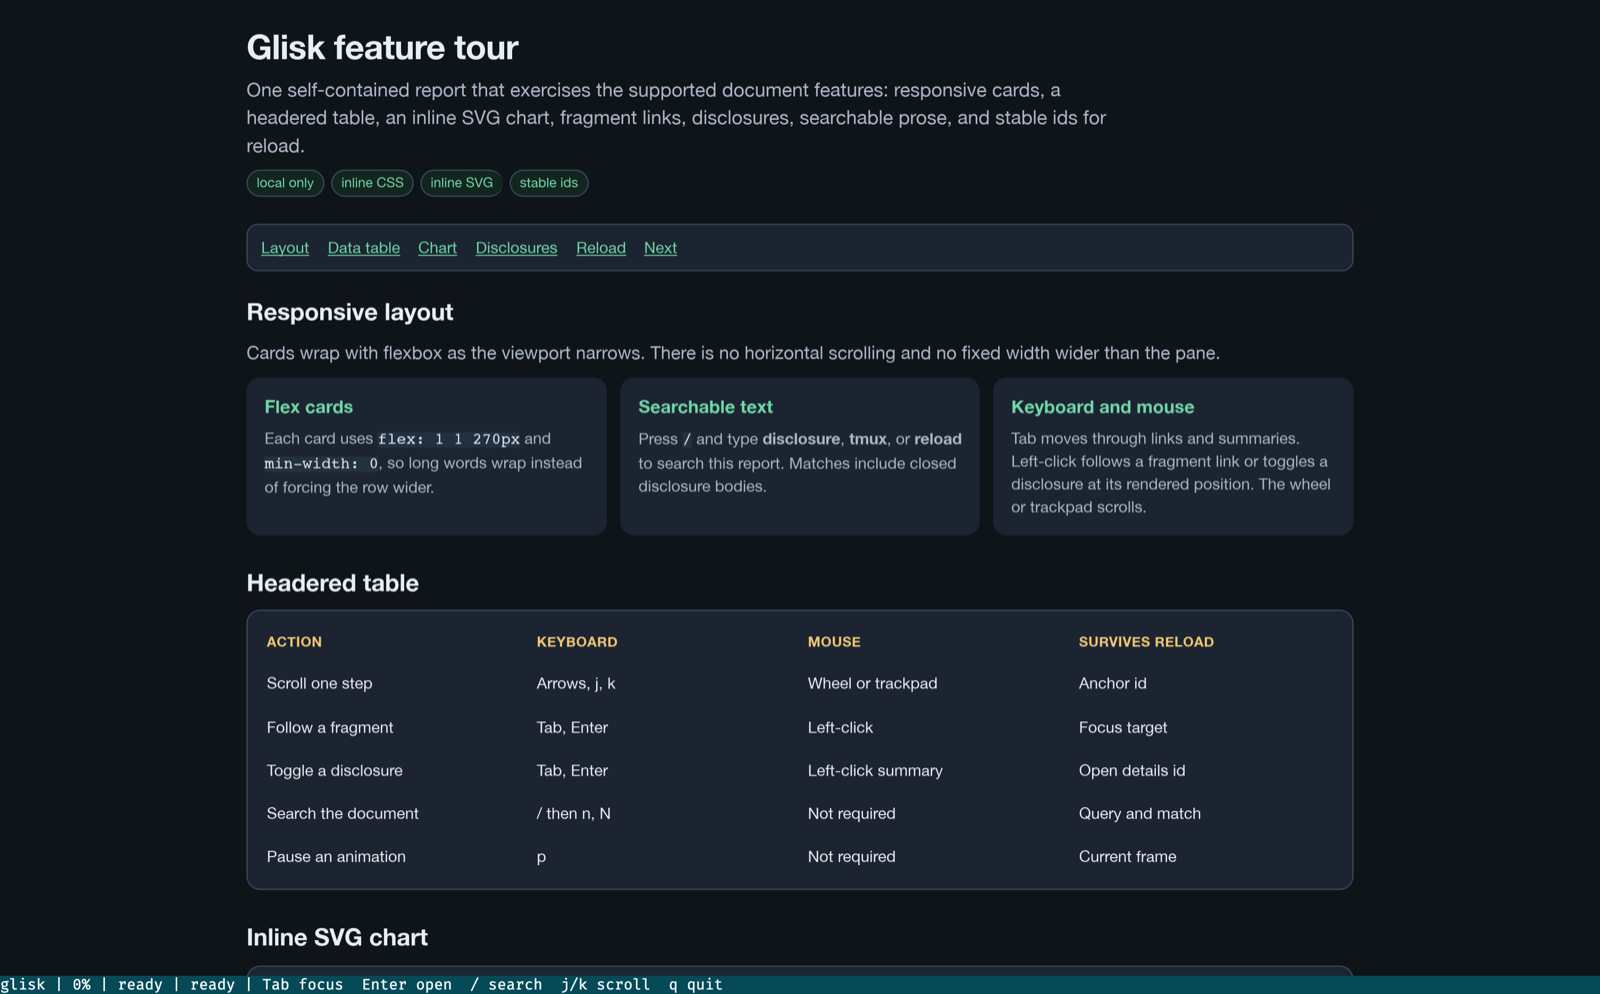 Glisk feature tour
One self-contained report that exercises the supported document features: responsive cards, a
headered table, an inline SVG chart, fragment links, disclosures, searchable prose, and stable ids for
reload.
local only inline CSS inline SVG stable ids
Layout Data table Chart Disclosures Reload Next
Responsive layout
Cards wrap with flexbox as the viewport narrows. There is no horizontal scrolling and no fixed width wider than the pane.
Flex cards
Each card uses flex: 1 1 270px and
min-width: 0, so long words wrap instead
of forcing the row wider.
Searchable text
Press / and type disclosure, tmux, or reload
to search this report. Matches include closed
disclosure bodies.
Keyboard and mouse
Tab moves through links and summaries.
Left-click follows a fragment link or toggles a
disclosure at its rendered position. The wheel
or trackpad scrolls.
Headered table
ACTION KEYBOARD MOUSE SURVIVES RELOAD
Scroll one step Arrows, j, k Wheel or trackpad Anchor id
Follow a fragment Tab, Enter Left-click Focus target
Toggle a disclosure Tab, Enter Left-click summary Open details id
Search the document / then n, N Not required Query and match
Pause an animation p Not required Current frame
Inline SVG chart
glisk | 0% | ready | ready | Tab focus Enter open / search j/k scroll q quit